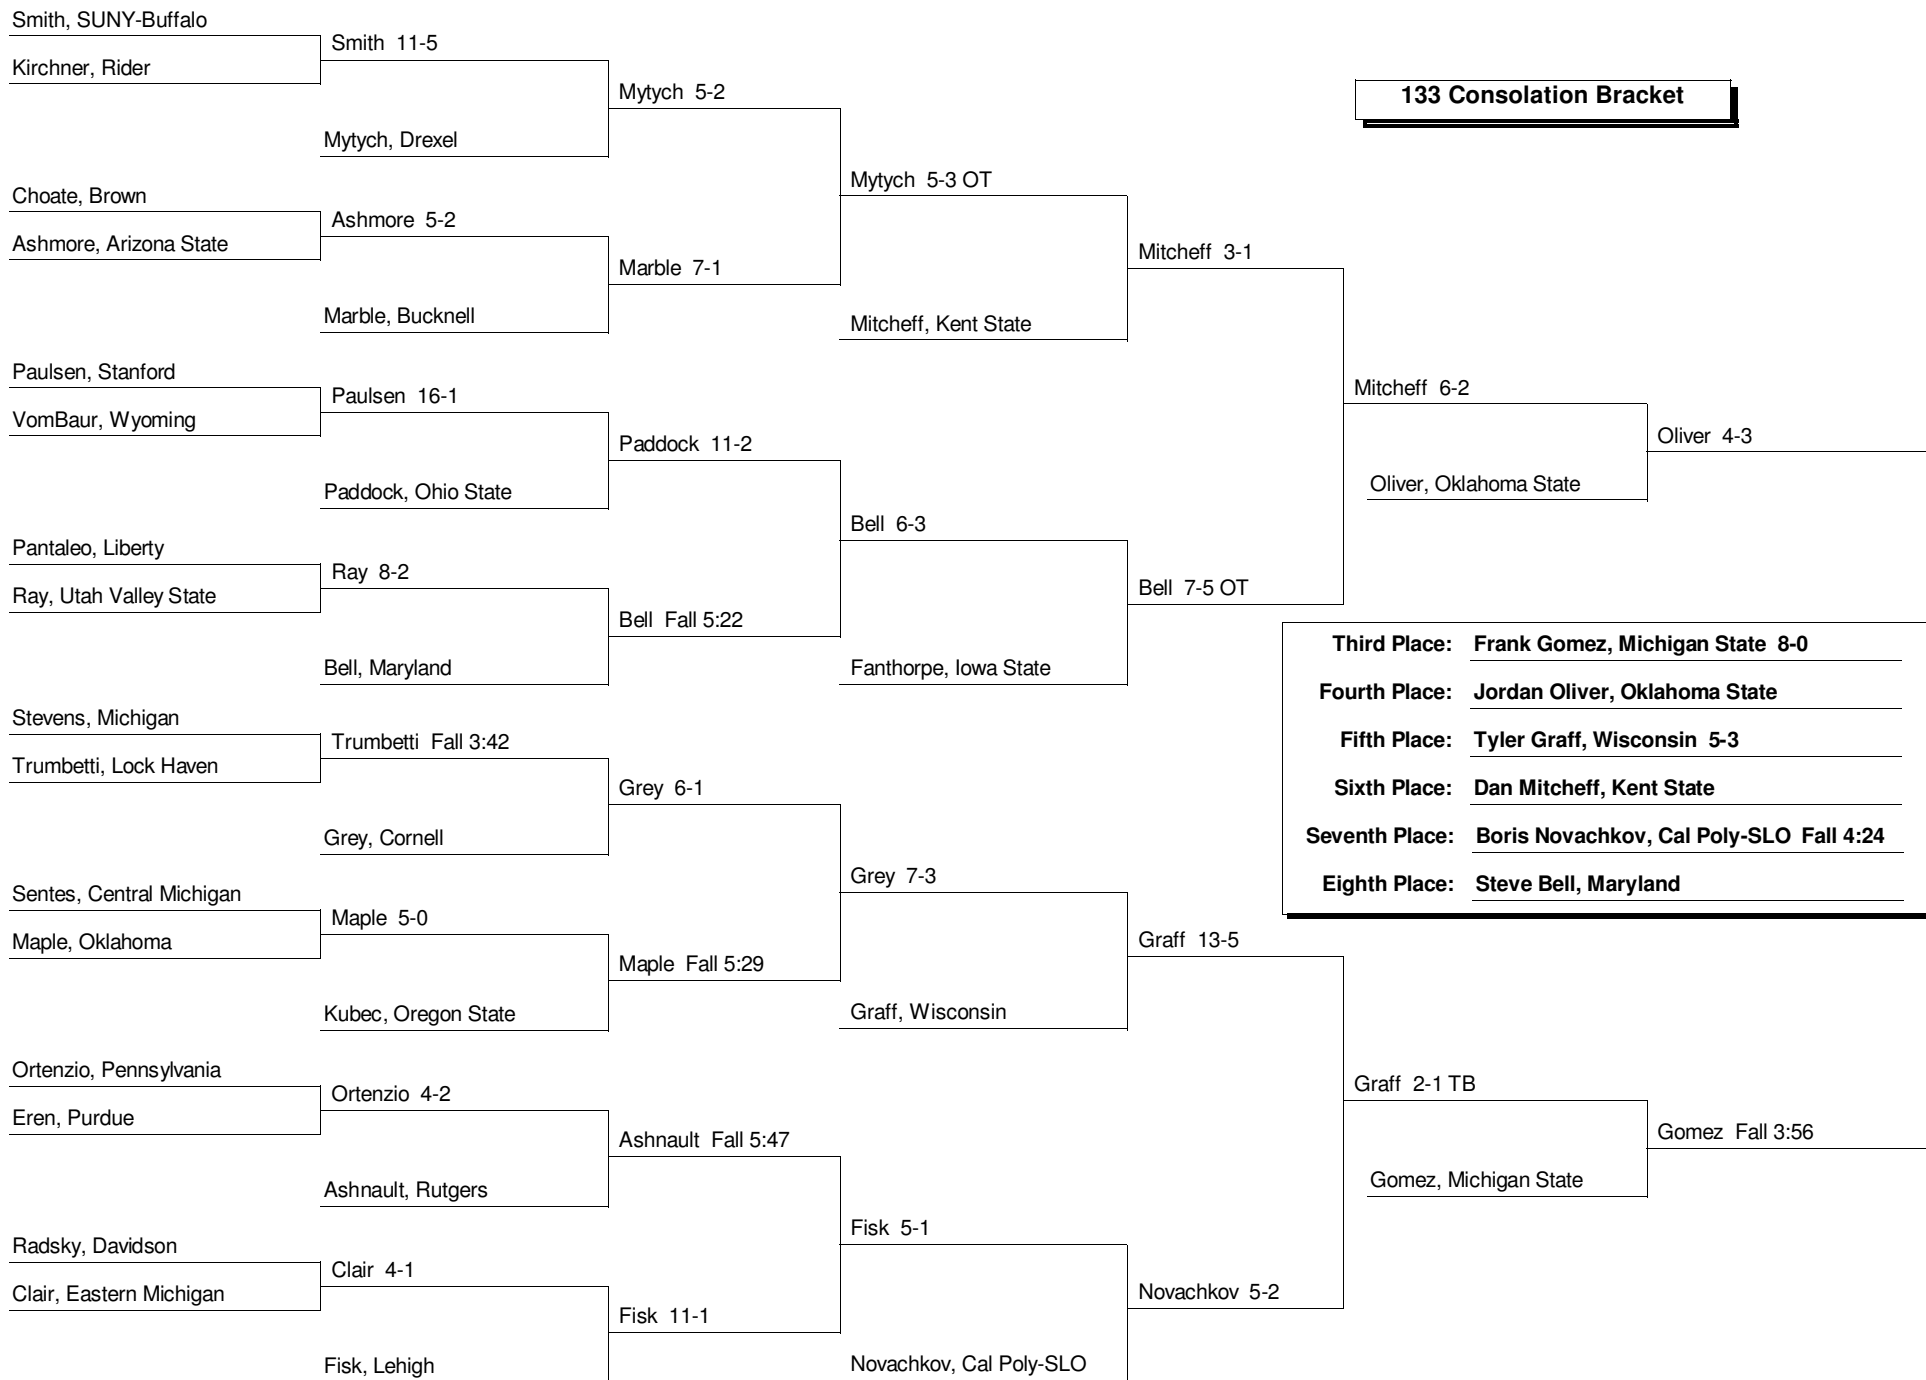 133 Consolation Bracket
Smith, SUNY-Buffalo
Kirchner, Rider
Choate, Brown
Ashmore, Arizona State
Paulsen, Stanford
VomBaur, Wyoming
Pantaleo, Liberty
Ray, Utah Valley State
Stevens, Michigan
Trumbetti, Lock Haven
Sentes, Central Michigan
Maple, Oklahoma
Ortenzio, Pennsylvania
Eren, Purdue
Radsky, Davidson
Clair, Eastern Michigan
Smith 11-5
Mytych, Drexel
Ashmore 5-2
Marble, Bucknell
Paulsen 16-1
Paddock, Ohio State
Ray 8-2
Bell, Maryland
Trumbetti Fall 3:42
Grey, Cornell
Maple 5-0
Kubec, Oregon State
Ortenzio 4-2
Ashnault, Rutgers
Clair 4-1
Fisk, Lehigh
Mytych 5-2
Marble 7-1
Paddock 11-2
Bell Fall 5:22
Grey 6-1
Maple Fall 5:29
Ashnault Fall 5:47
Fisk 11-1
Mytych 5-3 OT
Mitcheff, Kent State
Bell 6-3
Fanthorpe, Iowa State
Grey 7-3
Graff, Wisconsin
Fisk 5-1
Novachkov, Cal Poly-SLO
Mitcheff 3-1
Bell 7-5 OT
Graff 13-5
Novachkov 5-2
Mitcheff 6-2
Oliver, Oklahoma State
Graff 2-1 TB
Gomez, Michigan State
Oliver 4-3
Gomez Fall 3:56
Third Place: Frank Gomez, Michigan State 8-0
Fourth Place: Jordan Oliver, Oklahoma State
Fifth Place: Tyler Graff, Wisconsin 5-3
Sixth Place: Dan Mitcheff, Kent State
Seventh Place: Boris Novachkov, Cal Poly-SLO Fall 4:24
Eighth Place: Steve Bell, Maryland